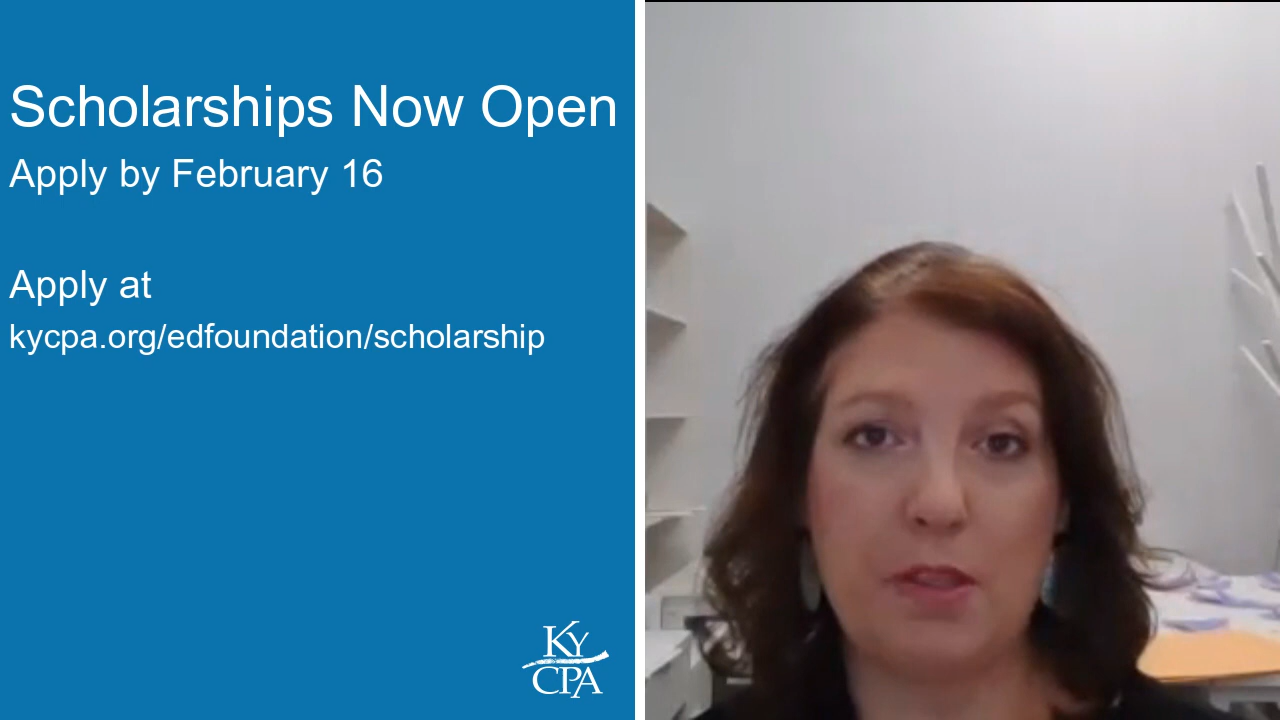 Scholarships Now Open
Apply by February 16
Apply at
kycpa.org/edfoundation/scholarship
KY
CPA